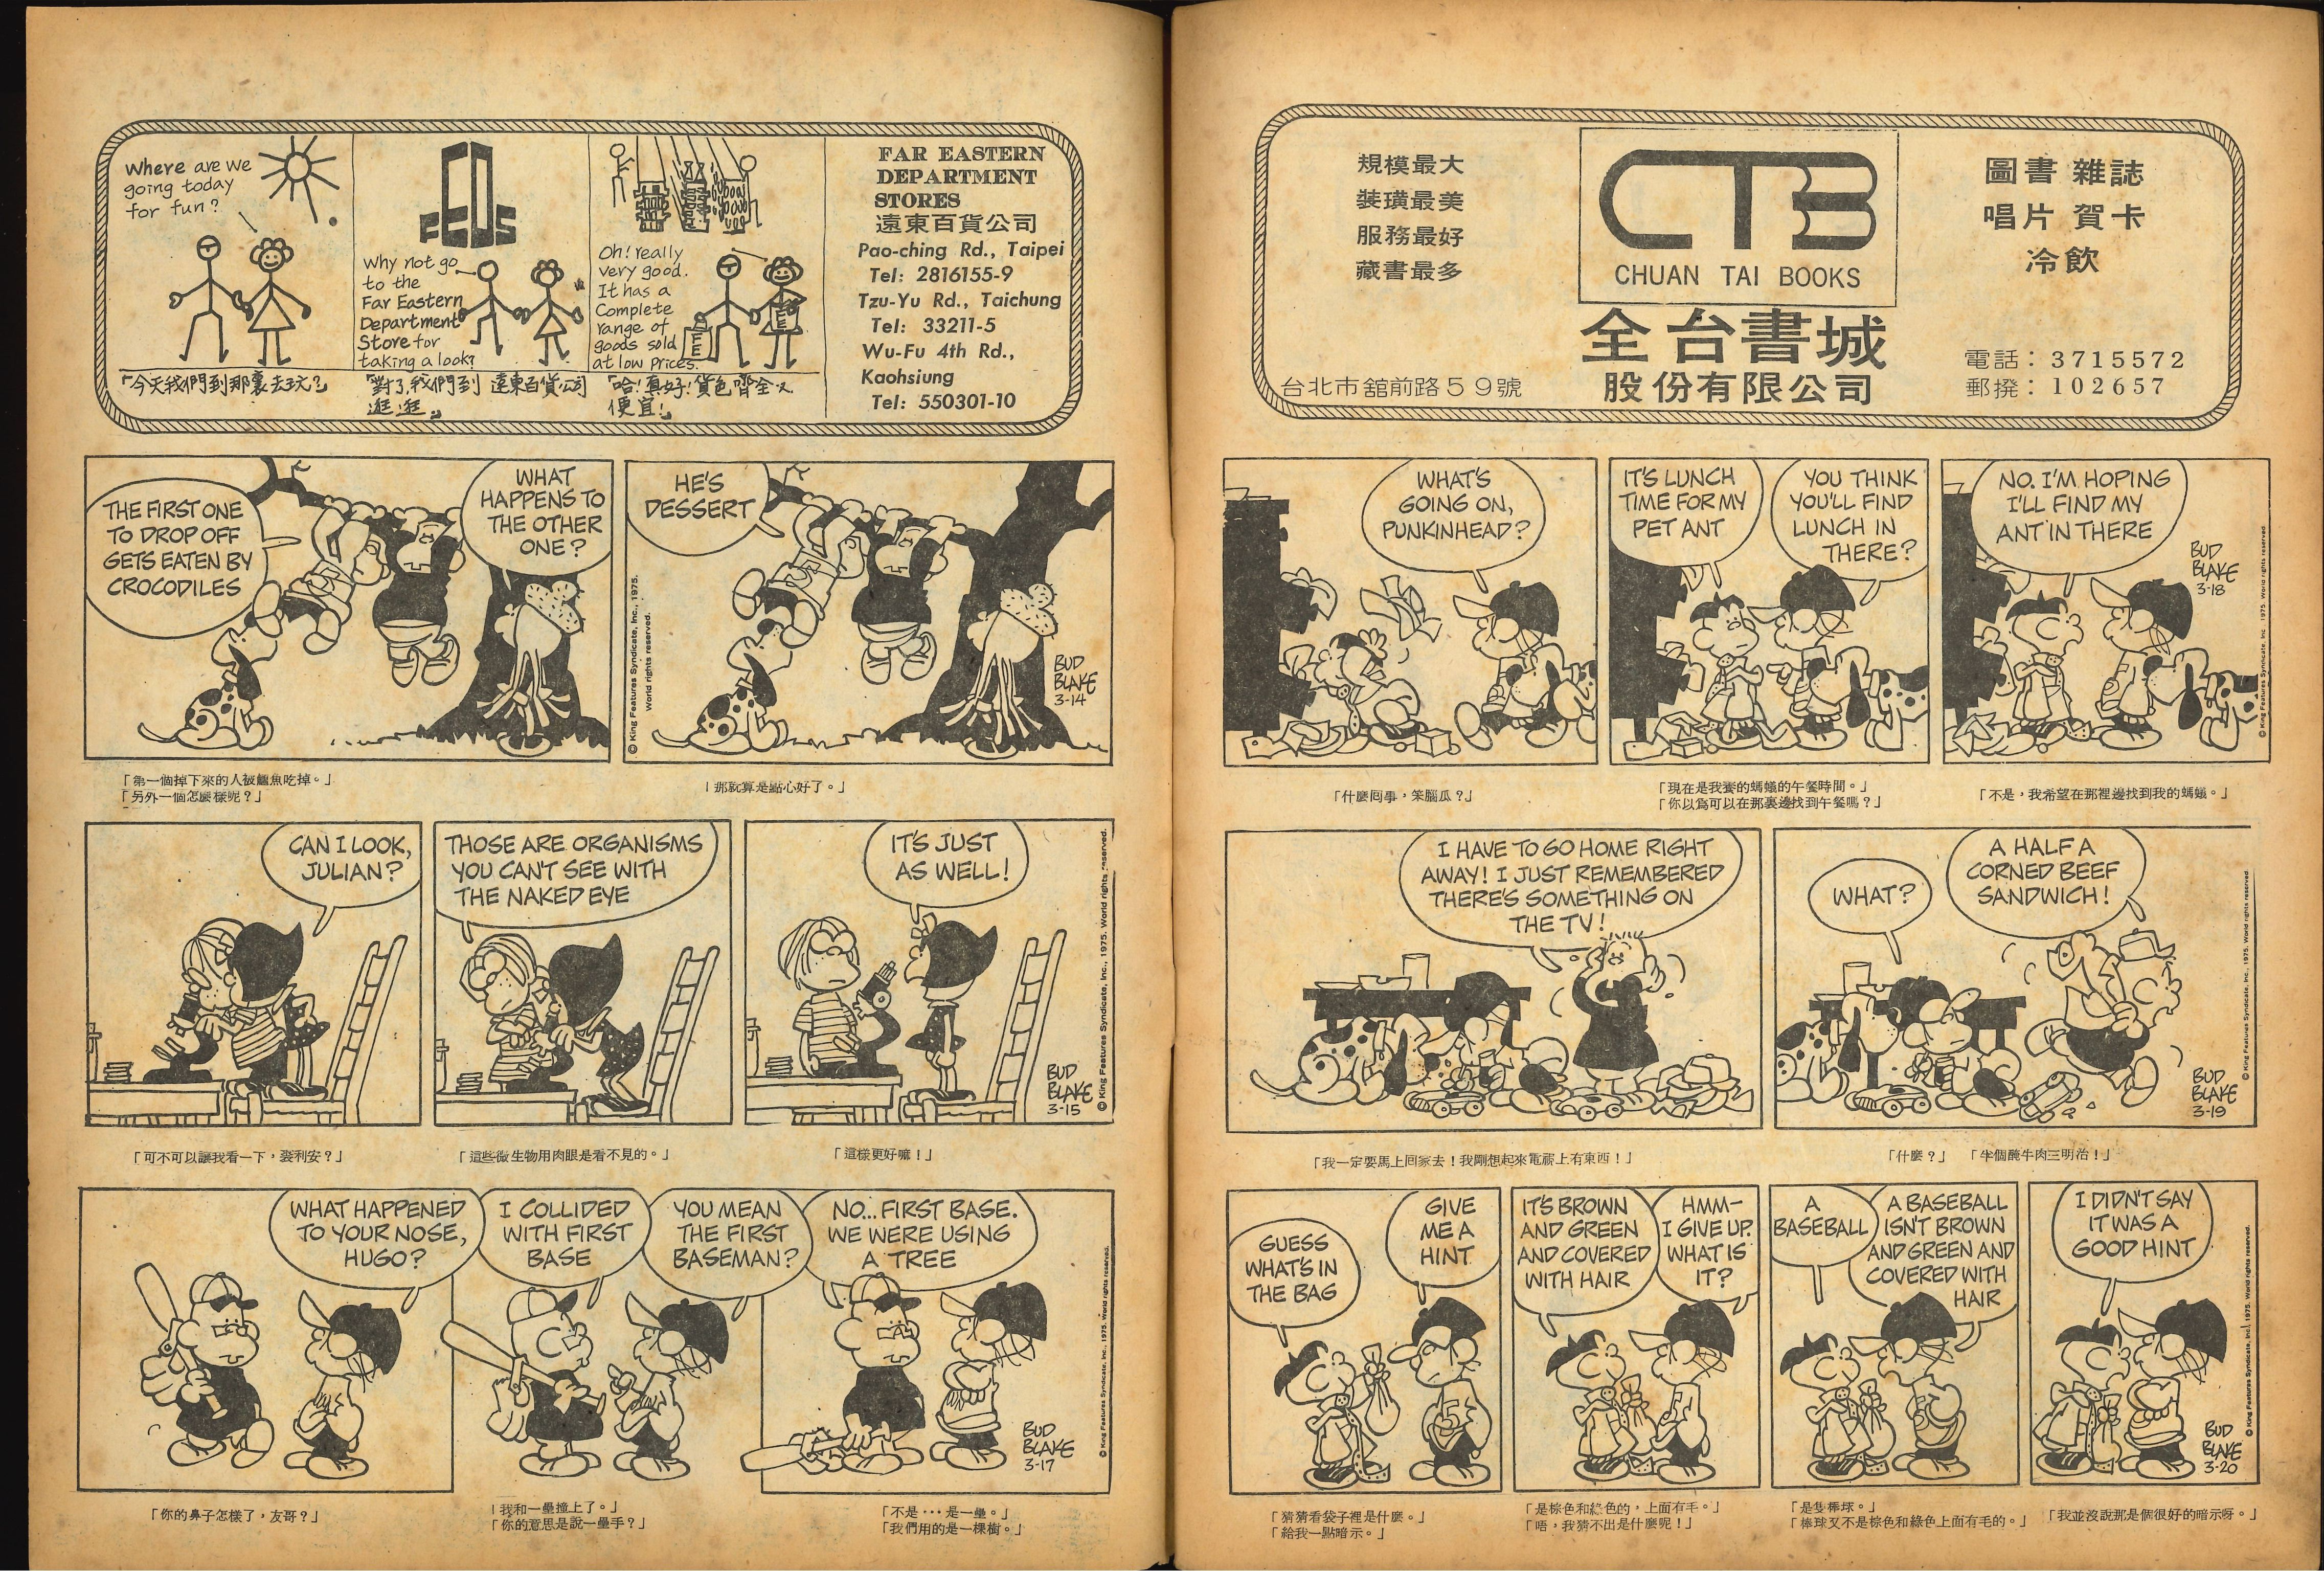 Where are we
going today
for fun?
FEDS
Why not go
to the
Far Eastern
Department
Store for
taking a look?
Oh! really
very good.
It has a
Complete
range of
goods sold
at low prices.
「今天我們到那裏去玩?」
「對了,我們到 遠東百貨公司
逛逛」
「哈!真好!貨色齊全又
便宜!」
FAR EASTERN
DEPARTMENT
STORES
遠東百貨公司
Pao-ching Rd., Taipei
Tel: 2816155-9
Tzu-Yu Rd., Taichung
Tel: 33211-5
Wu-Fu 4th Rd.,
Kaohsiung
Tel: 550301-10
THE FIRST ONE
TO DROP OFF
GETS EATEN BY
CROCODILES
WHAT
HAPPENS TO
THE OTHER
ONE?
HE'S
DESSERT
© King Features Syndicate, Inc., 1975.
World rights reserved.
BUD
BLAKE
3-14
「第一個掉下來的人被鱷魚吃掉。」
「另外一個怎麼樣呢?」
「那就算是點心好了。」
CAN I LOOK,
JULIAN?
THOSE ARE ORGANISMS
YOU CAN'T SEE WITH
THE NAKED EYE
IT'S JUST
AS WELL!
BUD
BLAKE
3-15
© King Features Syndicate, Inc., 1975. World rights reserved.
「可不可以讓我看一下,裘利安?」
「這些微生物用肉眼是看不見的。」
「這樣更好嘛!」
WHAT HAPPENED
TO YOUR NOSE,
HUGO?
I COLLIDED
WITH FIRST
BASE
YOU MEAN
THE FIRST
BASEMAN?
NO...FIRST BASE.
WE WERE USING
A TREE
BUD
BLAKE
3-17
© King Features Syndicate, Inc., 1975. World rights reserved.
「你的鼻子怎樣了,友哥?」
「我和一壘撞上了。」
「你的意思是說一壘手?」
「不是・・・是一壘。」
「我們用的是一棵樹。」
規模最大
裝璜最美
服務最好
藏書最多
CTB
CHUAN TAI BOOKS
全台書城
股份有限公司
台北市舘前路59號
圖書 雜誌
唱片 賀卡
冷飲
電話: 3715572
郵撥: 102657
WHAT'S
GOING ON,
PUNKINHEAD?
IT'S LUNCH
TIME FOR MY
PET ANT
YOU THINK
YOU'LL FIND
LUNCH IN
THERE?
NO. I'M HOPING
I'LL FIND MY
ANT IN THERE
BUD
BLAKE
3-18
© King Features Syndicate, Inc. 1975. World rights reserved
「什麼囘事,笨腦瓜?」
「現在是我養的螞蟻的午餐時間。」
「你以爲可以在那裏邊找到午餐嗎?」
「不是,我希望在那裡邊找到我的螞蟻。」
I HAVE TO GO HOME RIGHT
AWAY! I JUST REMEMBERED
THERE'S SOMETHING ON
THE TV!
WHAT?
A HALF A
CORNED BEEF
SANDWICH!
BUD
BLAKE
3-19
© King Features Syndicate, Inc., 1975. World rights reserved.
「我一定要馬上囘家去!我剛想起來電視上有東西!」
「什麼?」 「半個醃牛肉三明治!」
GUESS
WHAT'S IN
THE BAG
GIVE
ME A
HINT
IT'S BROWN
AND GREEN
AND COVERED
WITH HAIR
HMM-
I GIVE UP.
WHAT IS
IT?
A
BASEBALL
A BASEBALL
ISN'T BROWN
AND GREEN AND
COVERED WITH
HAIR
I DIDN'T SAY
IT WAS A
GOOD HINT
BUD
BLAKE
3-20
© King Features Syndicate, Inc., 1975. World rights reserved.
「猜猜看袋子裡是什麼。」
「給我一點暗示。」
「是棕色和綠色的,上面有毛。」
「唔,我猜不出是什麼呢!」
「是隻棒球。」
「棒球又不是棕色和綠色上面有毛的。」
「我並沒說那是個很好的暗示呀。」